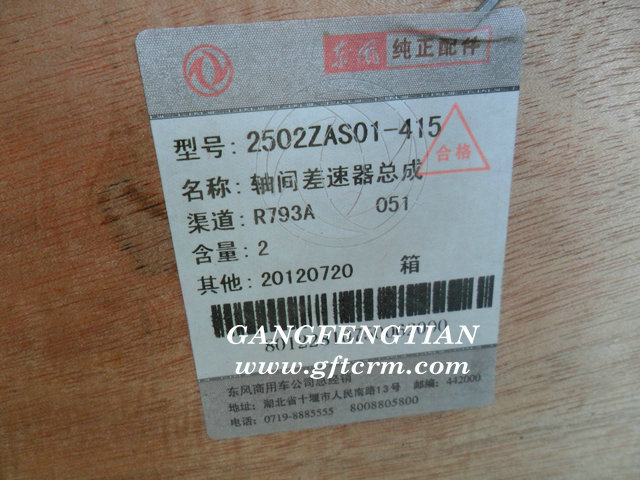 东风 纯正配件
型号: 2502ZAS01-415
合格
名称: 轴间差速器总成
渠道: R793A 051
含量: 2
其他: 20120720 箱
GANGFENGTIAN
www.gftcrm.com
东风商用车公司总经销
地址: 湖北省十堰市人民南路13号 邮编: 442000
电话: 0719-8885555 8008805800